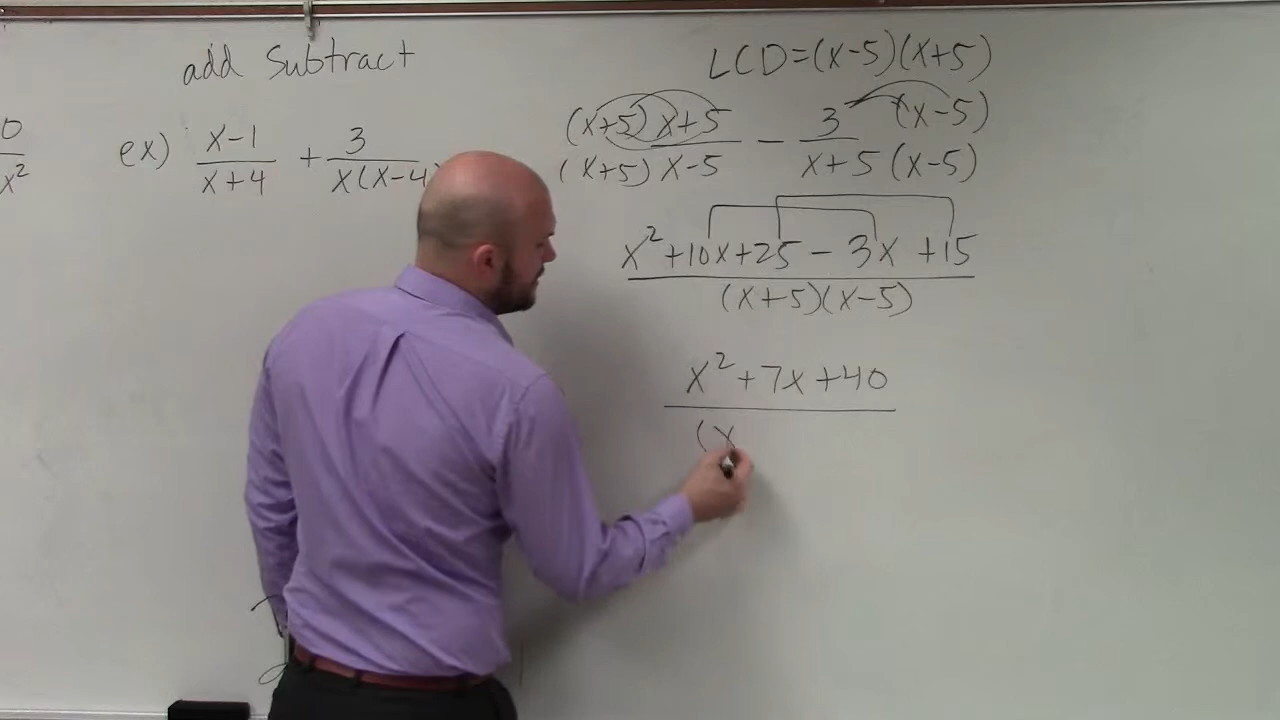 add Subtract
0
x²
ex) x-1 + 3
x+4 x(x-4
LCD=(x-5)(x+5)
(x+5) x+5 - 3 (x-5)
(x+5) x-5 x+5 (x-5)
x²+10x+25 - 3x +15
(x+5)(x-5)
x²+7x+40
(x